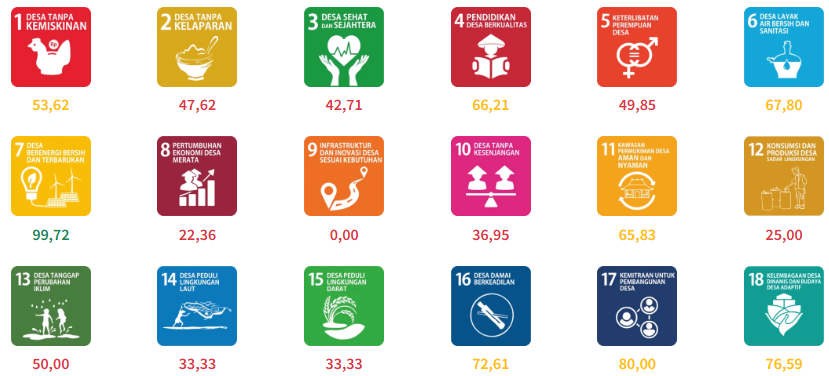 1 DESA TANPA
KEMISKINAN
Rp
53,62
2 DESA TANPA
KELAPARAN
47,62
3 DESA SEHAT
DAN SEJAHTERA
42,71
4 PENDIDIKAN
DESA BERKUALITAS
66,21
5 KETERLIBATAN
PEREMPUAN
DESA
49,85
6 DESA LAYAK
AIR BERSIH DAN
SANITASI
67,80
7 DESA
BERENERGI BERSIH
DAN TERBARUKAN
99,72
8 PERTUMBUHAN
EKONOMI DESA
MERATA
22,36
9 INFRASTRUKTUR
DAN INOVASI DESA
SESUAI KEBUTUHAN
0,00
10 DESA TANPA
KESENJANGAN
36,95
11 KAWASAN
PERMUKIMAN DESA
AMAN DAN
NYAMAN
65,83
12 KONSUMSI DAN
PRODUKSI DESA
SADAR LINGKUNGAN
25,00
13 DESA TANGGAP
PERUBAHAN
IKLIM
50,00
14 DESA PEDULI
LINGKUNGAN
LAUT
33,33
15 DESA PEDULI
LINGKUNGAN
DARAT
33,33
16 DESA DAMAI
BERKEADILAN
72,61
17 KEMITRAAN UNTUK
PEMBANGUNAN
DESA
80,00
18 KELEMBAGAAN DESA
DINAMIS DAN BUDAYA
DESA ADAPTIF
76,59